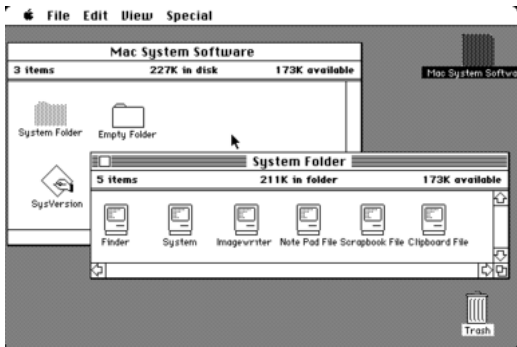 File Edit View Special
Mac System Software
3 items 227K in disk 173K available
Mac System Softwa
System Folder Empty Folder
SysVersion
System Folder
5 items 211K in folder 173K available
Finder System Imagewriter Note Pad File Scrapbook File Clipboard File
Trash